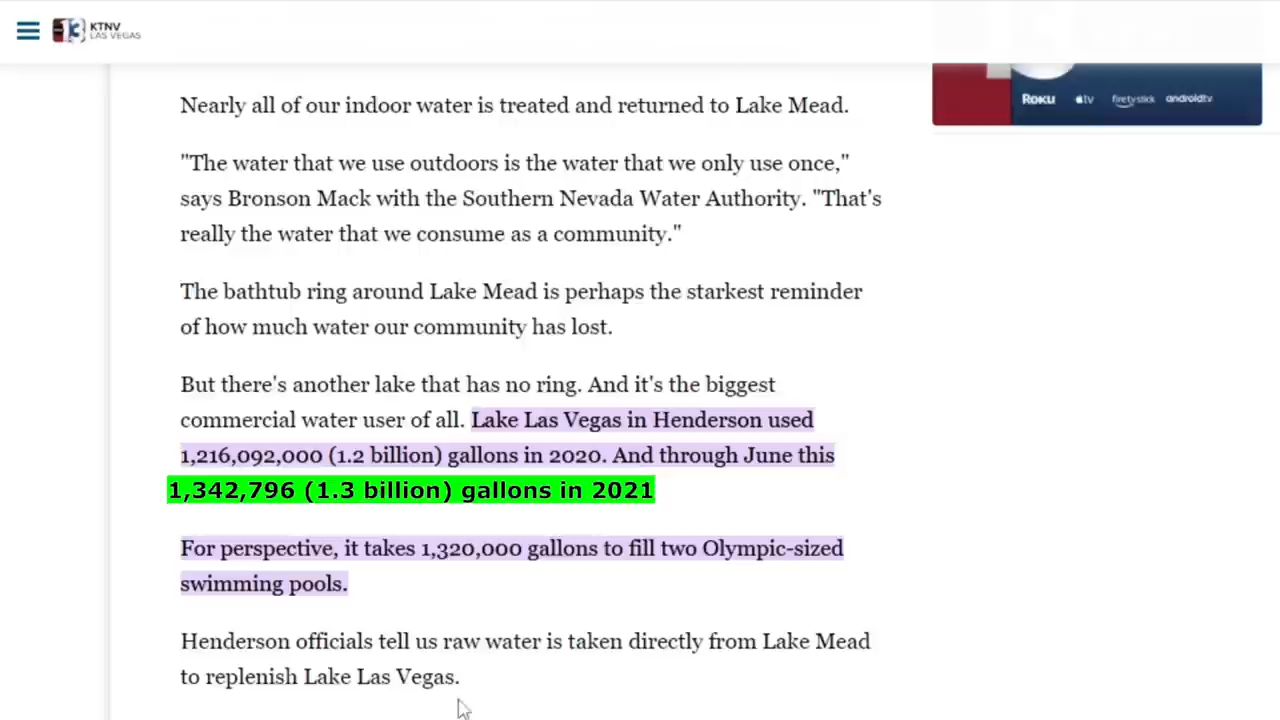 13 KTNV
LAS VEGAS
Roku tv firetvstick androidtv
Nearly all of our indoor water is treated and returned to Lake Mead.
"The water that we use outdoors is the water that we only use once,"
says Bronson Mack with the Southern Nevada Water Authority. "That's
really the water that we consume as a community."
The bathtub ring around Lake Mead is perhaps the starkest reminder
of how much water our community has lost.
But there's another lake that has no ring. And it's the biggest
commercial water user of all. Lake Las Vegas in Henderson used
1,216,092,000 (1.2 billion) gallons in 2020. And through June this
1,342,796 (1.3 billion) gallons in 2021
For perspective, it takes 1,320,000 gallons to fill two Olympic-sized
swimming pools.
Henderson officials tell us raw water is taken directly from Lake Mead
to replenish Lake Las Vegas.